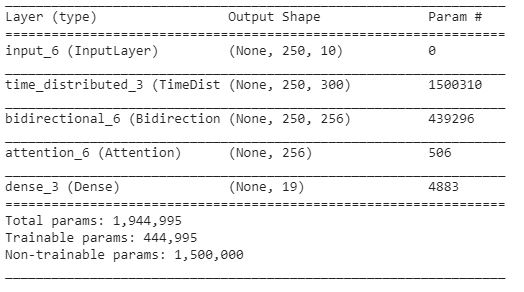 Layer (type) Output Shape Param #
input_6 (InputLayer) (None, 250, 10) 0
time_distributed_3 (TimeDist (None, 250, 300) 1500310
bidirectional_6 (Bidirection (None, 250, 256) 439296
attention_6 (Attention) (None, 256) 506
dense_3 (Dense) (None, 19) 4883
Total params: 1,944,995
Trainable params: 444,995
Non-trainable params: 1,500,000